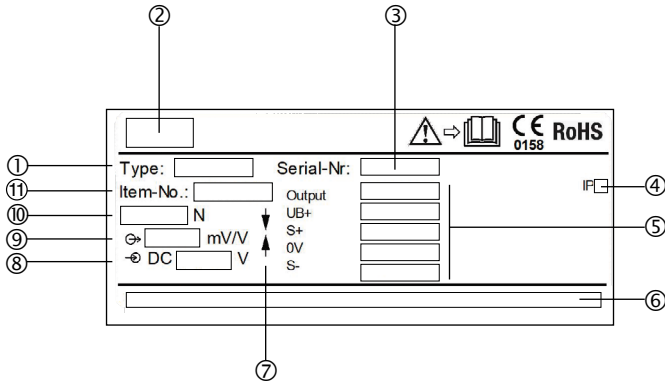 ② ③
CE 0158 RoHS
① Type: Serial-Nr:
⑪ Item-No.: Output IP ④
⑩ N UB+
⑨ mV/V S+ ⑤
⑧ DC V 0V
S-
⑥
⑦